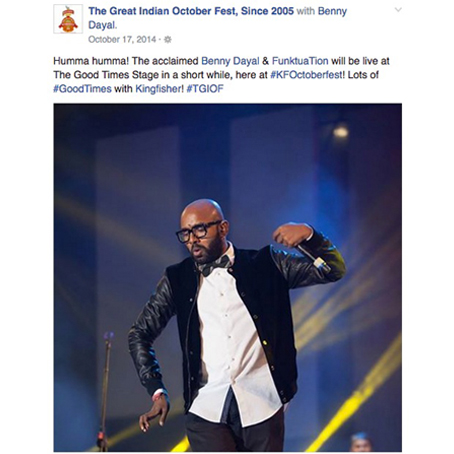 The Great Indian October Fest, Since 2005 with Benny
Dayal.
October 17, 2014 ·
Humma humma! The acclaimed Benny Dayal & FunktuaTion will be live at
The Good Times Stage in a short while, here at #KFOctoberfest! Lots of
#GoodTimes with Kingfisher! #TGIOF